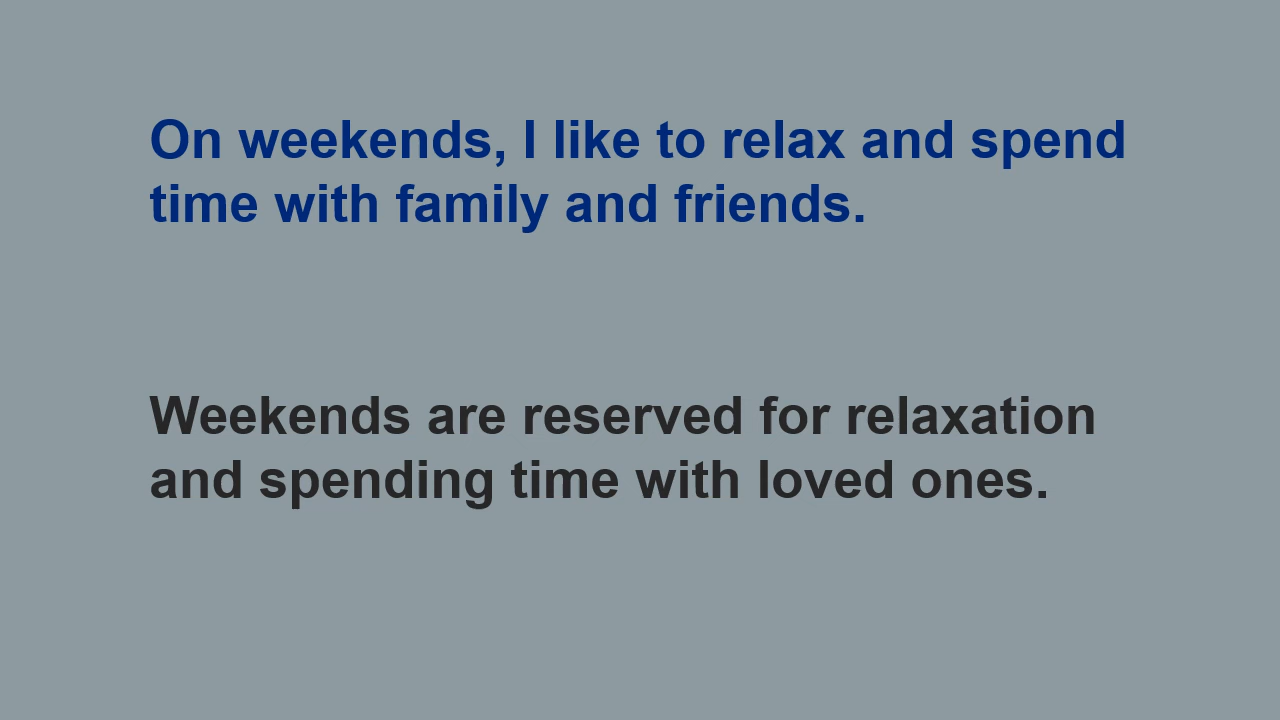 On weekends, I like to relax and spend
time with family and friends.
Weekends are reserved for relaxation
and spending time with loved ones.